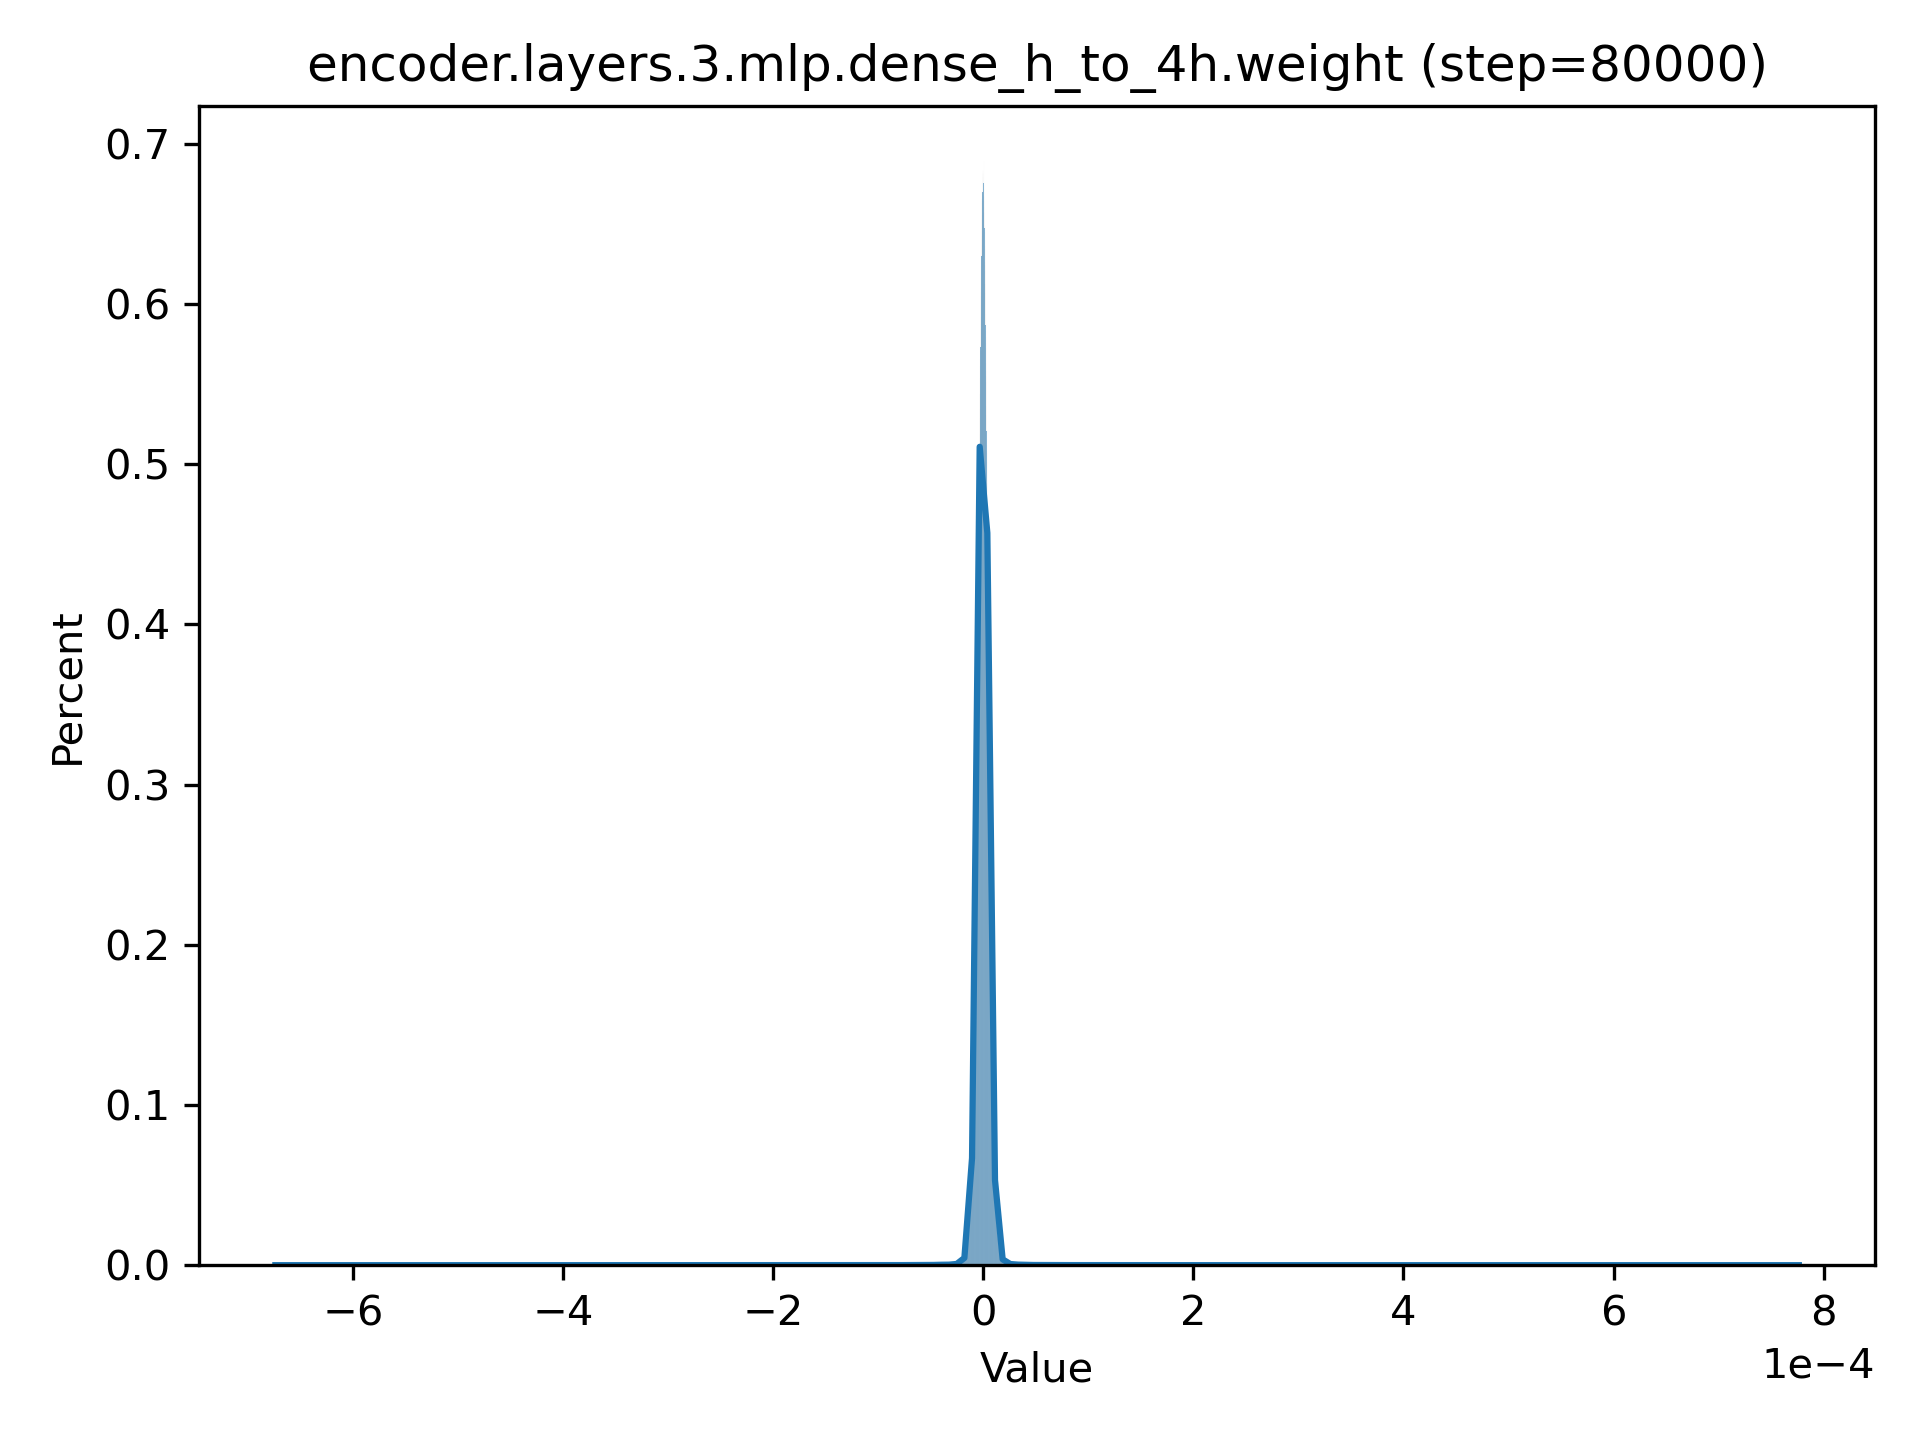 encoder.layers.3.mlp.dense_h_to_4h.weight (step=80000)
0.7
0.6
0.5
0.4
0.3
0.2
0.1
0.0
Percent
−6 −4 −2 0 2 4 6 8
1e−4
Value